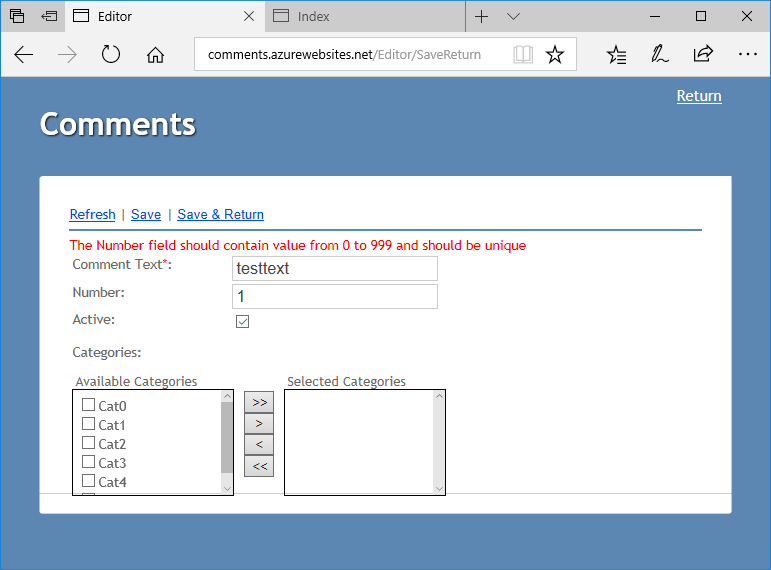 Editor
Index
comments.azurewebsites.net/Editor/SaveReturn
Return
Comments
Refresh | Save | Save & Return
The Number field should contain value from 0 to 999 and should be unique
Comment Text*: testtext
Number: 1
Active:
Categories:
Available Categories
Selected Categories
Cat0
Cat1
Cat2
Cat3
Cat4
>>
>
<
<<